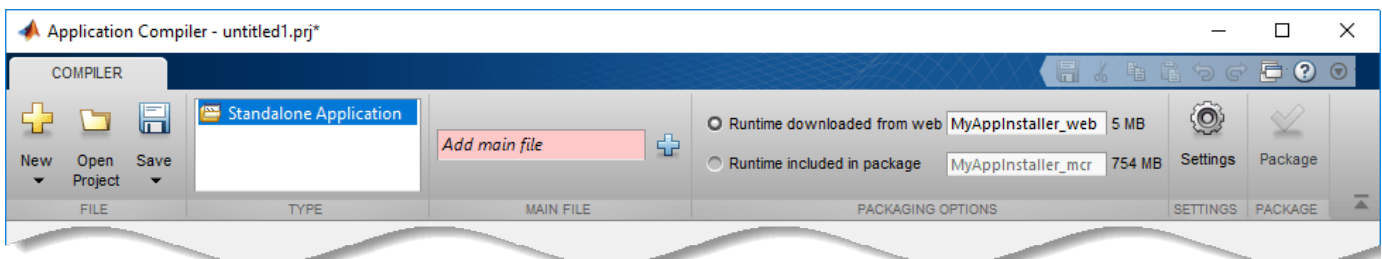 Application Compiler - untitled1.prj*
COMPILER
New
Open
Project
Save
FILE
Standalone Application
TYPE
Add main file
MAIN FILE
Runtime downloaded from web MyAppInstaller_web 5 MB
Runtime included in package MyAppInstaller_mcr 754 MB
PACKAGING OPTIONS
Settings
SETTINGS
Package
PACKAGE